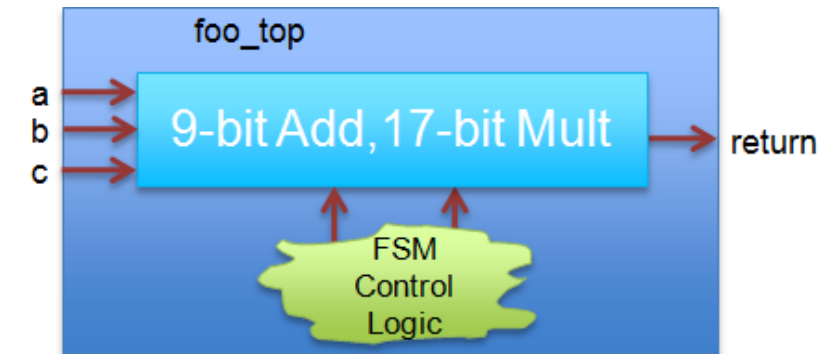 foo_top
a
b
c
9-bit Add,17-bit Mult
return
FSM
Control
Logic